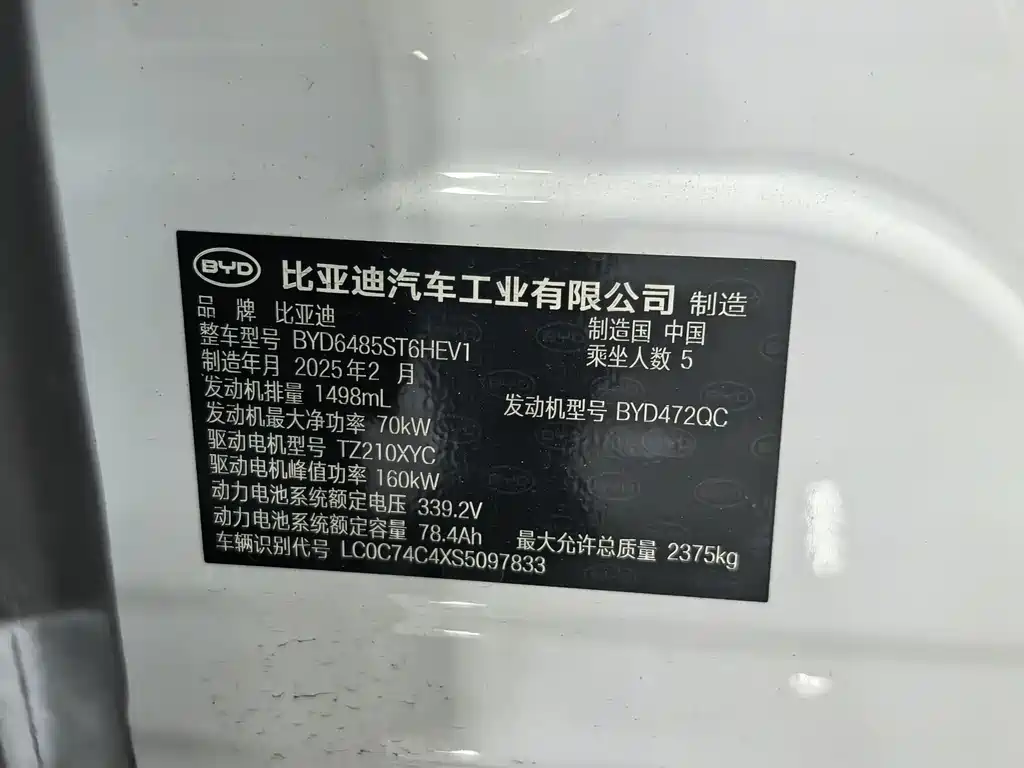 BYD 比亚迪汽车工业有限公司 制造
品 牌 比亚迪 制造国 中国
整车型号 BYD6485ST6HEV1 乘坐人数 5
制造年月 2025年2 月
发动机排量 1498mL 发动机型号 BYD472QC
发动机最大净功率 70kW
驱动电机型号 TZ210XYC
驱动电机峰值功率 160kW
动力电池系统额定电压 339.2V
动力电池系统额定容量 78.4Ah 最大允许总质量 2375kg
车辆识别代号 LC0C74C4XS5097833